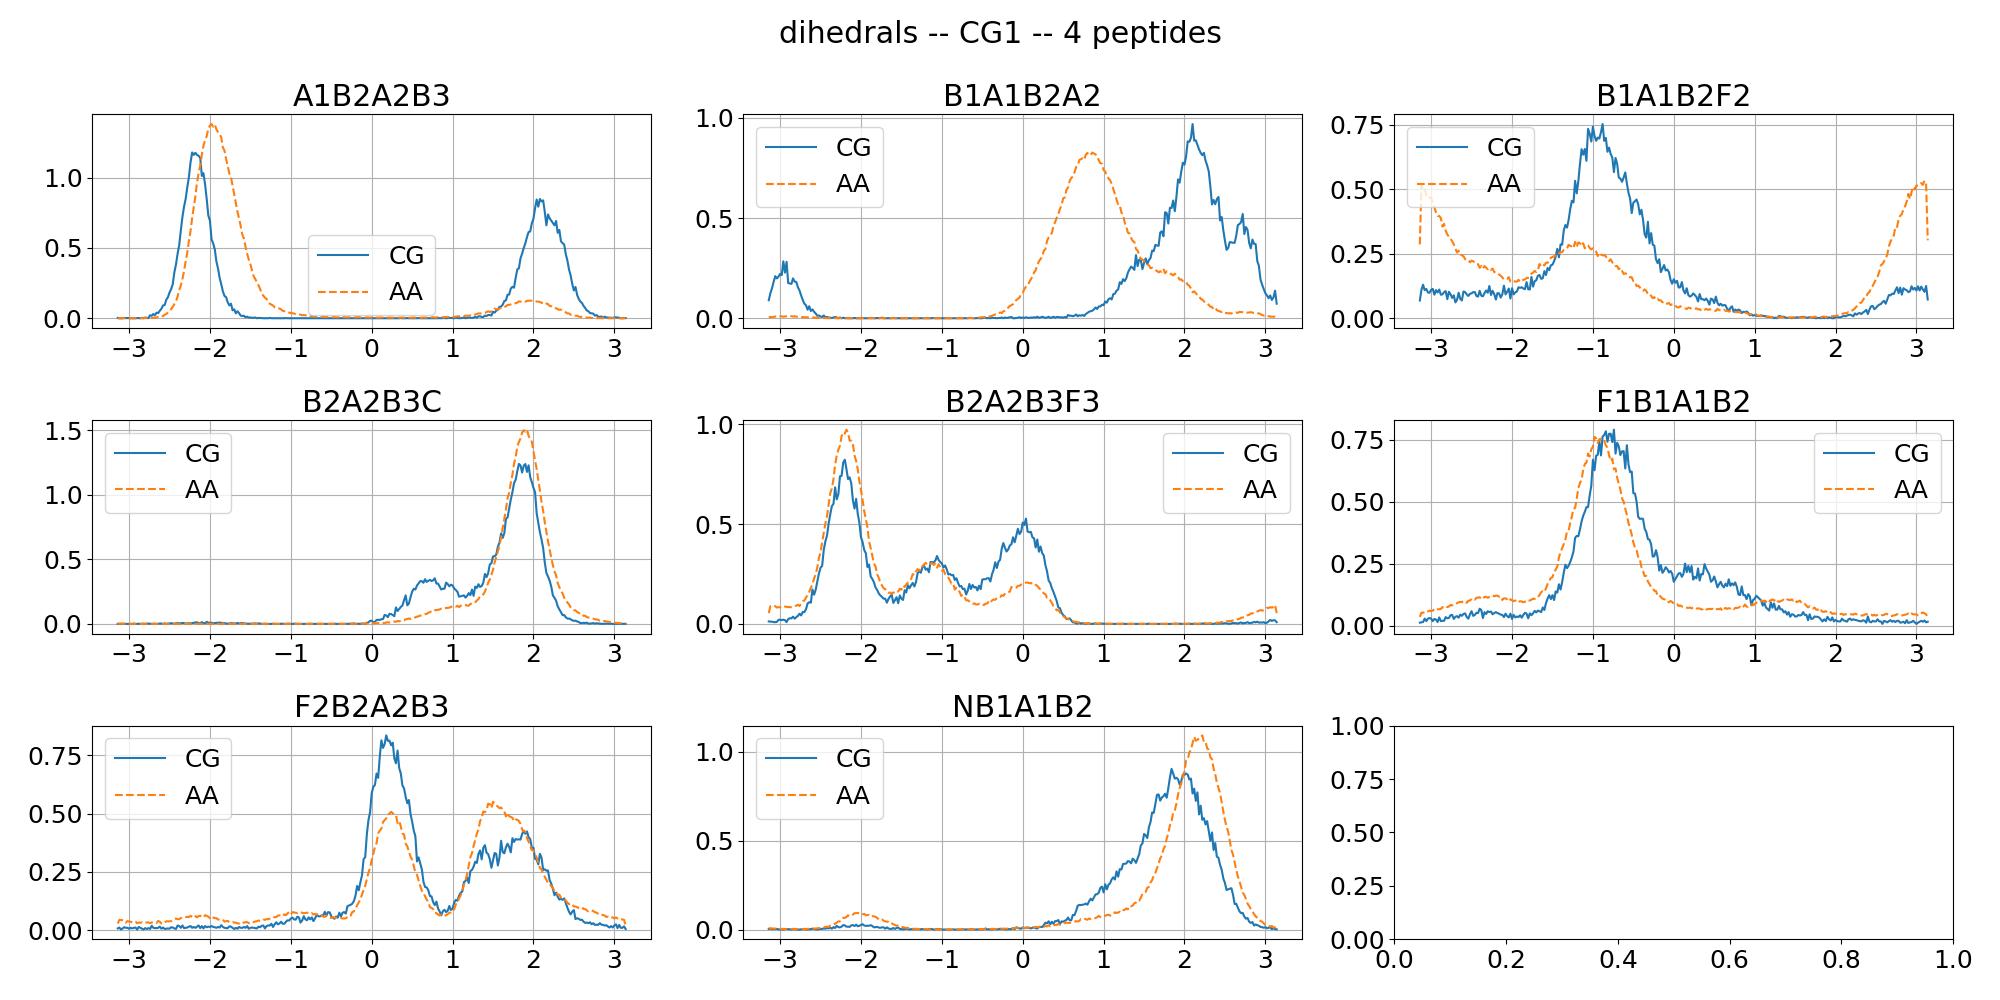 dihedrals -- CG1 -- 4 peptides
A1B2A2B3
1.0
0.5
0.0
CG
AA
−3 −2 −1 0 1 2 3
B1A1B2A2
1.0
0.5
0.0
CG
AA
−3 −2 −1 0 1 2 3
B1A1B2F2
0.75
0.50
0.25
0.00
CG
AA
−3 −2 −1 0 1 2 3
B2A2B3C
1.5
1.0
0.5
0.0
CG
AA
−3 −2 −1 0 1 2 3
B2A2B3F3
1.0
0.5
0.0
CG
AA
−3 −2 −1 0 1 2 3
F1B1A1B2
0.75
0.50
0.25
0.00
CG
AA
−3 −2 −1 0 1 2 3
F2B2A2B3
0.75
0.50
0.25
0.00
CG
AA
−3 −2 −1 0 1 2 3
NB1A1B2
1.0
0.5
0.0
CG
AA
−3 −2 −1 0 1 2 3
1.00
0.75
0.50
0.25
0.00
0.0 0.2 0.4 0.6 0.8 1.0